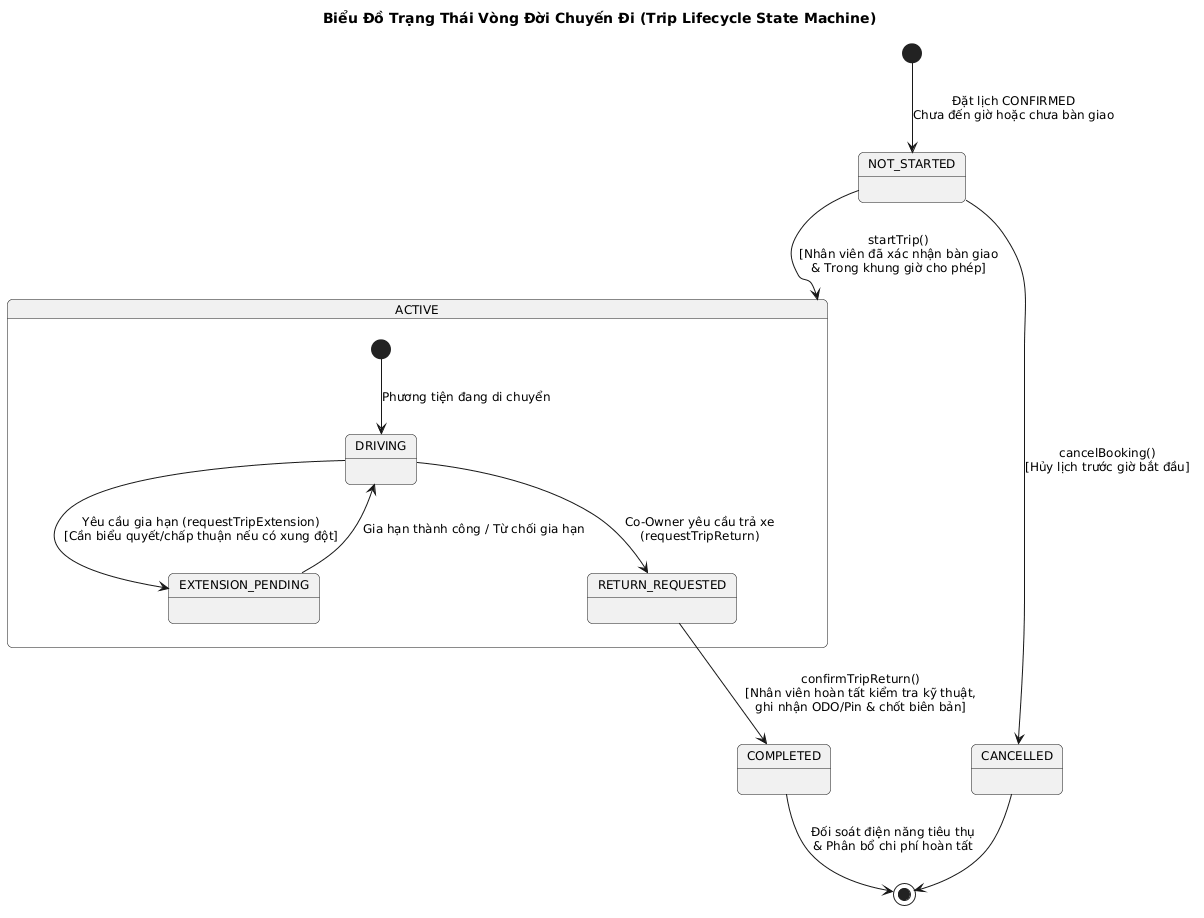 Biểu Đồ Trạng Thái Vòng Đời Chuyến Đi (Trip Lifecycle State Machine)
Đặt lịch CONFIRMED
Chưa đến giờ hoặc chưa bàn giao
NOT_STARTED
startTrip()
[Nhân viên đã xác nhận bàn giao
& Trong khung giờ cho phép]
ACTIVE
Phương tiện đang di chuyển
DRIVING
cancelBooking()
[Hủy lịch trước giờ bắt đầu]
Yêu cầu gia hạn (requestTripExtension)
[Cần biểu quyết/chấp thuận nếu có xung đột]
Gia hạn thành công / Từ chối gia hạn
Co-Owner yêu cầu trả xe
(requestTripReturn)
EXTENSION_PENDING
RETURN_REQUESTED
confirmTripReturn()
[Nhân viên hoàn tất kiểm tra kỹ thuật,
ghi nhận ODO/Pin & chốt biên bản]
COMPLETED
CANCELLED
Đối soát điện năng tiêu thụ
& Phân bổ chi phí hoàn tất